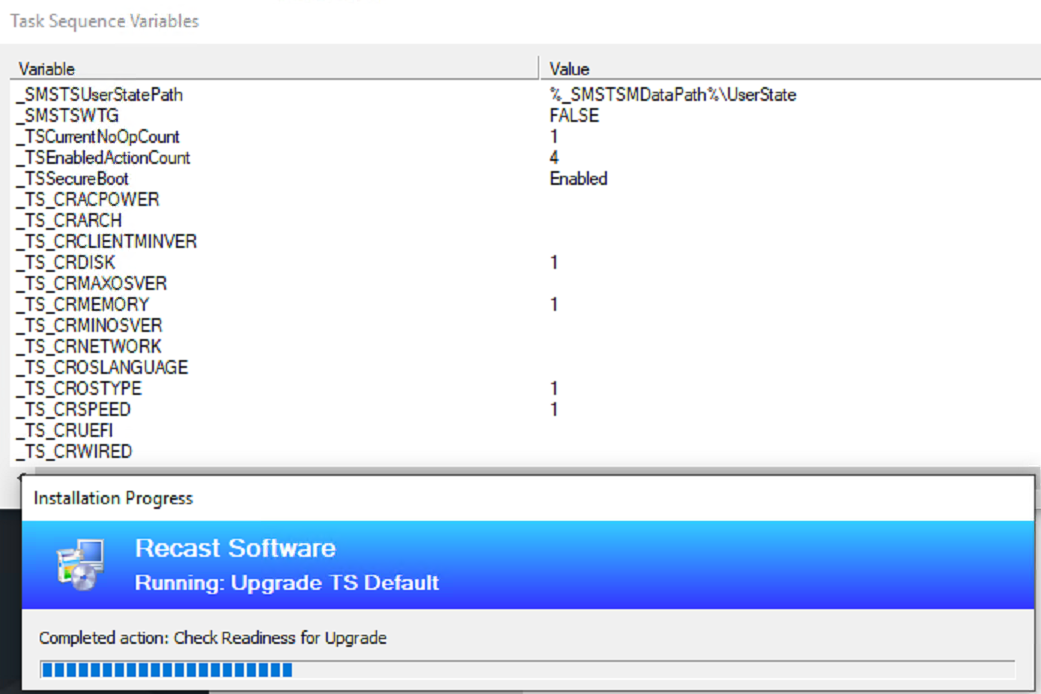 Task Sequence Variables
Variable Value
_SMSTSUserStatePath %_SMSTSMDataPath%\UserState
_SMSTSWTG FALSE
_TSCurrentNoOpCount 1
_TSEnabledActionCount 4
_TSSecureBoot Enabled
_TS_CRACPOWER
_TS_CRARCH
_TS_CRCLIENTMINVER
_TS_CRDISK 1
_TS_CRMAXOSVER
_TS_CRMEMORY 1
_TS_CRMINOSVER
_TS_CRNETWORK
_TS_CROSLANGUAGE
_TS_CROSTYPE 1
_TS_CRSPEED 1
_TS_CRUEFI
_TS_CRWIRED
Installation Progress
Recast Software
Running: Upgrade TS Default
Completed action: Check Readiness for Upgrade